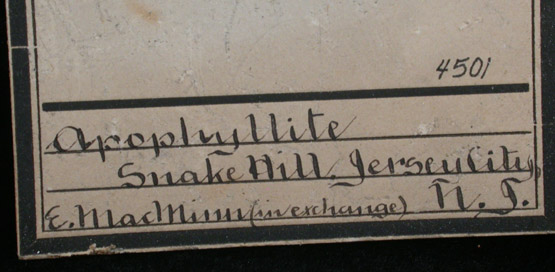 4501
Apophyllite
Snake Hill. Jersey City,
E. MacMinn (in exchange) N. J.